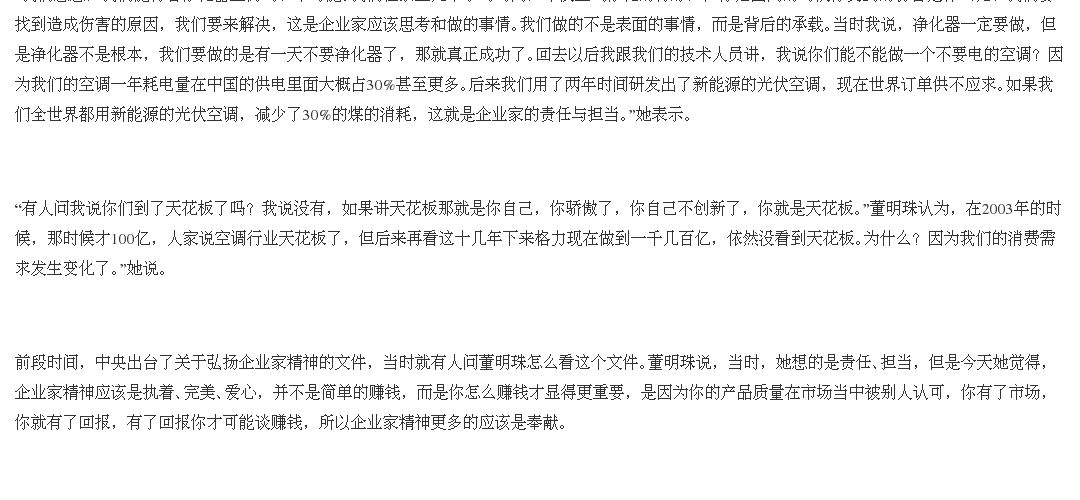 找到造成伤害的原因，我们要来解决，这是企业家应该思考和做的事情。我们做的不是表面的事情，而是背后的承载。当时我说，净化器一定要做，但
是净化器不是根本，我们要做的是有一天不要净化器了，那就真正成功了。回去以后我跟我们的技术人员讲，我说你们能不能做一个不要电的空调？因
为我们的空调一年耗电量在中国的供电里面大概占30%甚至更多。后来我们用了两年时间研发出了新能源的光伏空调，现在世界订单供不应求。如果我
们全世界都用新能源的光伏空调，减少了30%的煤的消耗，这就是企业家的责任与担当。”她表示。
“有人问我说你们到了天花板了吗？我说没有，如果讲天花板那就是你自己，你骄傲了，你自己不创新了，你就是天花板。”董明珠认为，在2003年的时
候，那时候才100亿，人家说空调行业天花板了，但后来再看这十几年下来格力现在做到一千几百亿，依然没看到天花板。为什么？因为我们的消费需
求发生变化了。”她说。
前段时间，中央出台了关于弘扬企业家精神的文件，当时就有人问董明珠怎么看这个文件。董明珠说，当时，她想的是责任、担当，但是今天她觉得，
企业家精神应该是执着、完美、爱心，并不是简单的赚钱，而是你怎么赚钱才显得更重要，是因为你的产品质量在市场当中被别人认可，你有了市场，
你就有了回报，有了回报你才可能谈赚钱，所以企业家精神更多的应该是奉献。